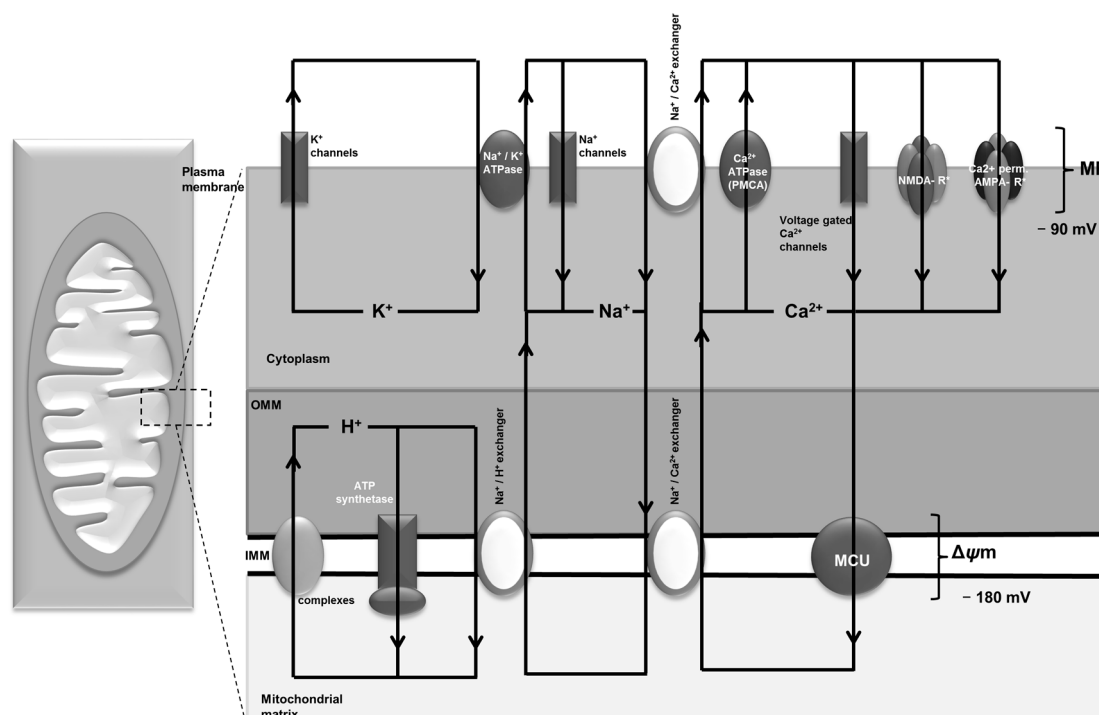 Na⁺ / Ca²⁺ exchanger
K⁺
channels
Na⁺ / K⁺
ATPase
Na⁺
channels
Ca²⁺
ATPase
(PMCA)
NMDA- R⁺
Ca2+ perm.
AMPA- R⁺
Plasma
membrane
Voltage gated
Ca²⁺
channels
− 90 mV
K⁺
Na⁺
Ca²⁺
Cytoplasm
OMM
H⁺
Na⁺ / H⁺ exchanger
Na⁺ / Ca²⁺ exchanger
ATP
synthetase
IMM
MCU
Δψm
complexes
− 180 mV
Mitochondrial
matrix